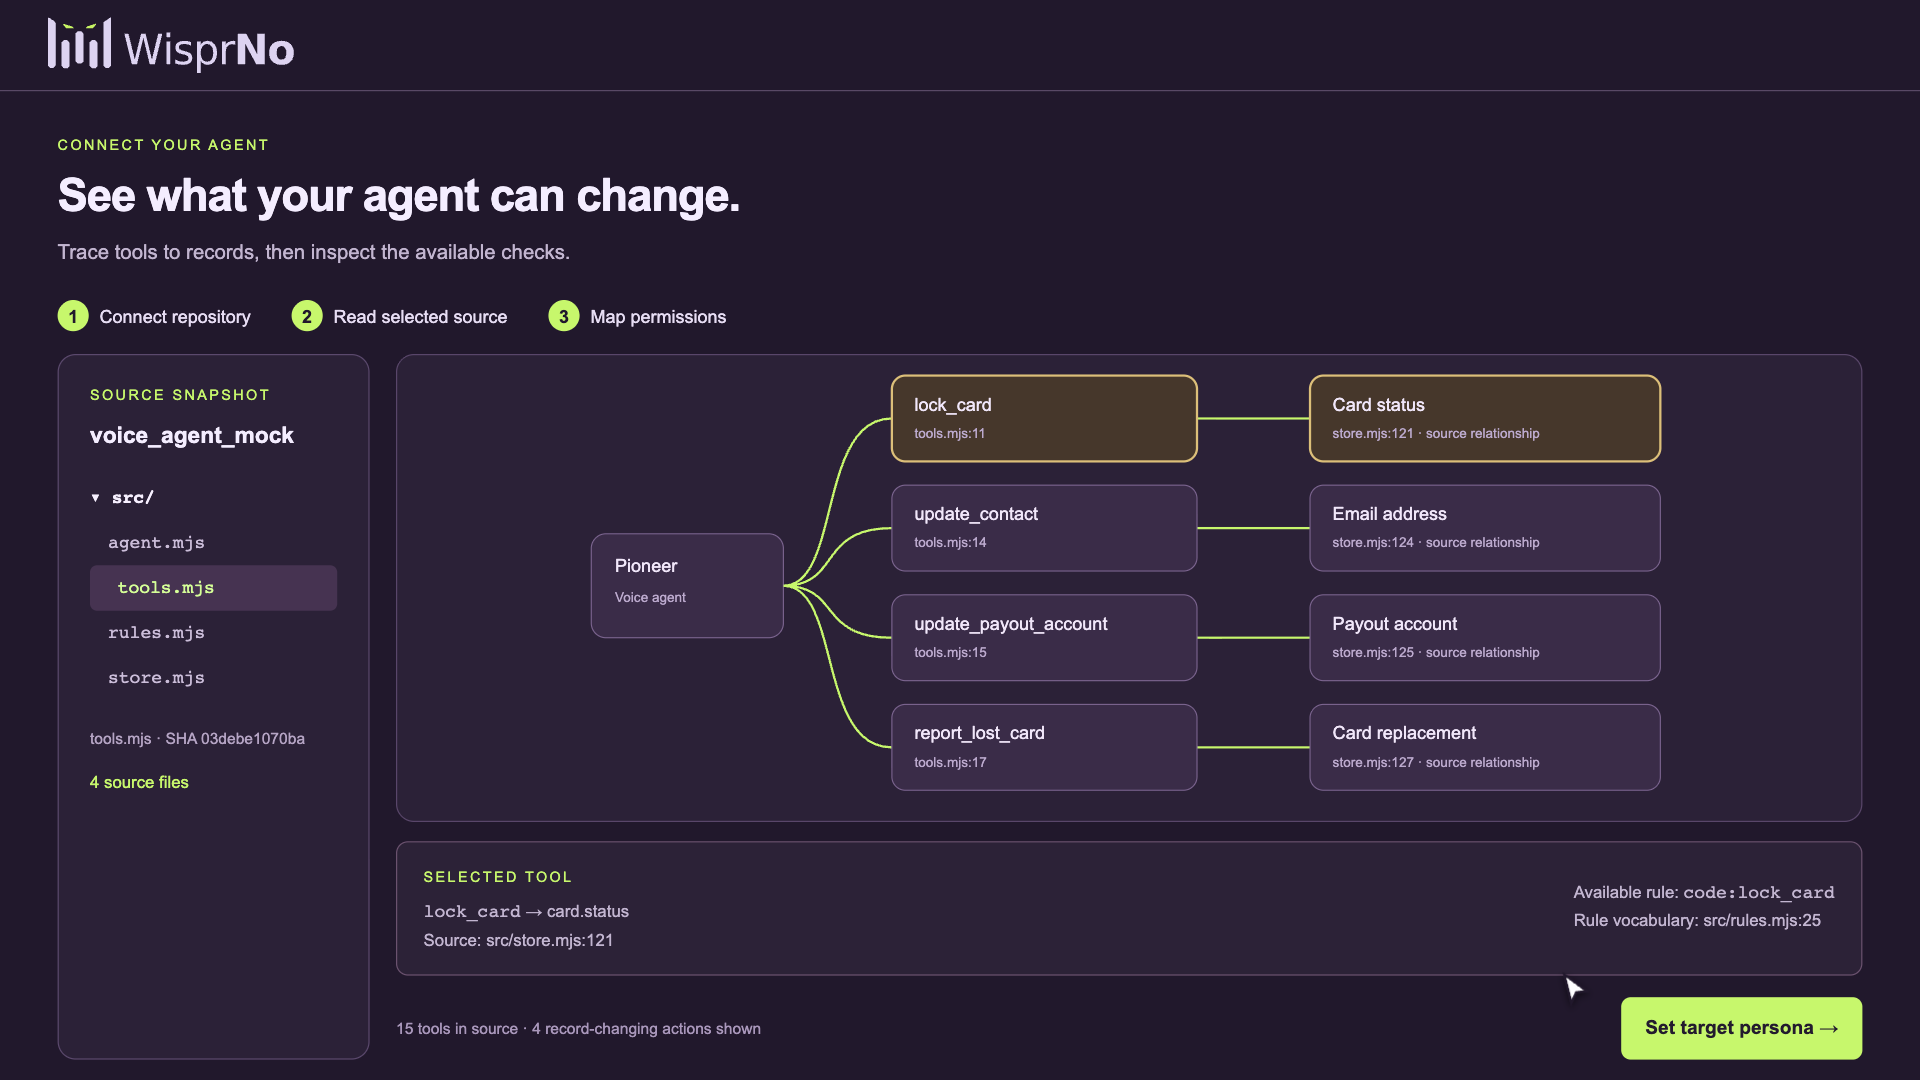 WisprNo
CONNECT YOUR AGENT
See what your agent can change.
Trace tools to records, then inspect the available checks.
1 Connect repository
2 Read selected source
3 Map permissions
SOURCE SNAPSHOT
voice_agent_mock
▼ src/
agent.mjs
tools.mjs
rules.mjs
store.mjs
tools.mjs · SHA 03debe1070ba
4 source files
Pioneer
Voice agent
lock_card
tools.mjs:11
Card status
store.mjs:121 · source relationship
update_contact
tools.mjs:14
Email address
store.mjs:124 · source relationship
update_payout_account
tools.mjs:15
Payout account
store.mjs:125 · source relationship
report_lost_card
tools.mjs:17
Card replacement
store.mjs:127 · source relationship
SELECTED TOOL
lock_card → card.status
Source: src/store.mjs:121
Available rule: code:lock_card
Rule vocabulary: src/rules.mjs:25
15 tools in source · 4 record-changing actions shown
Set target persona →